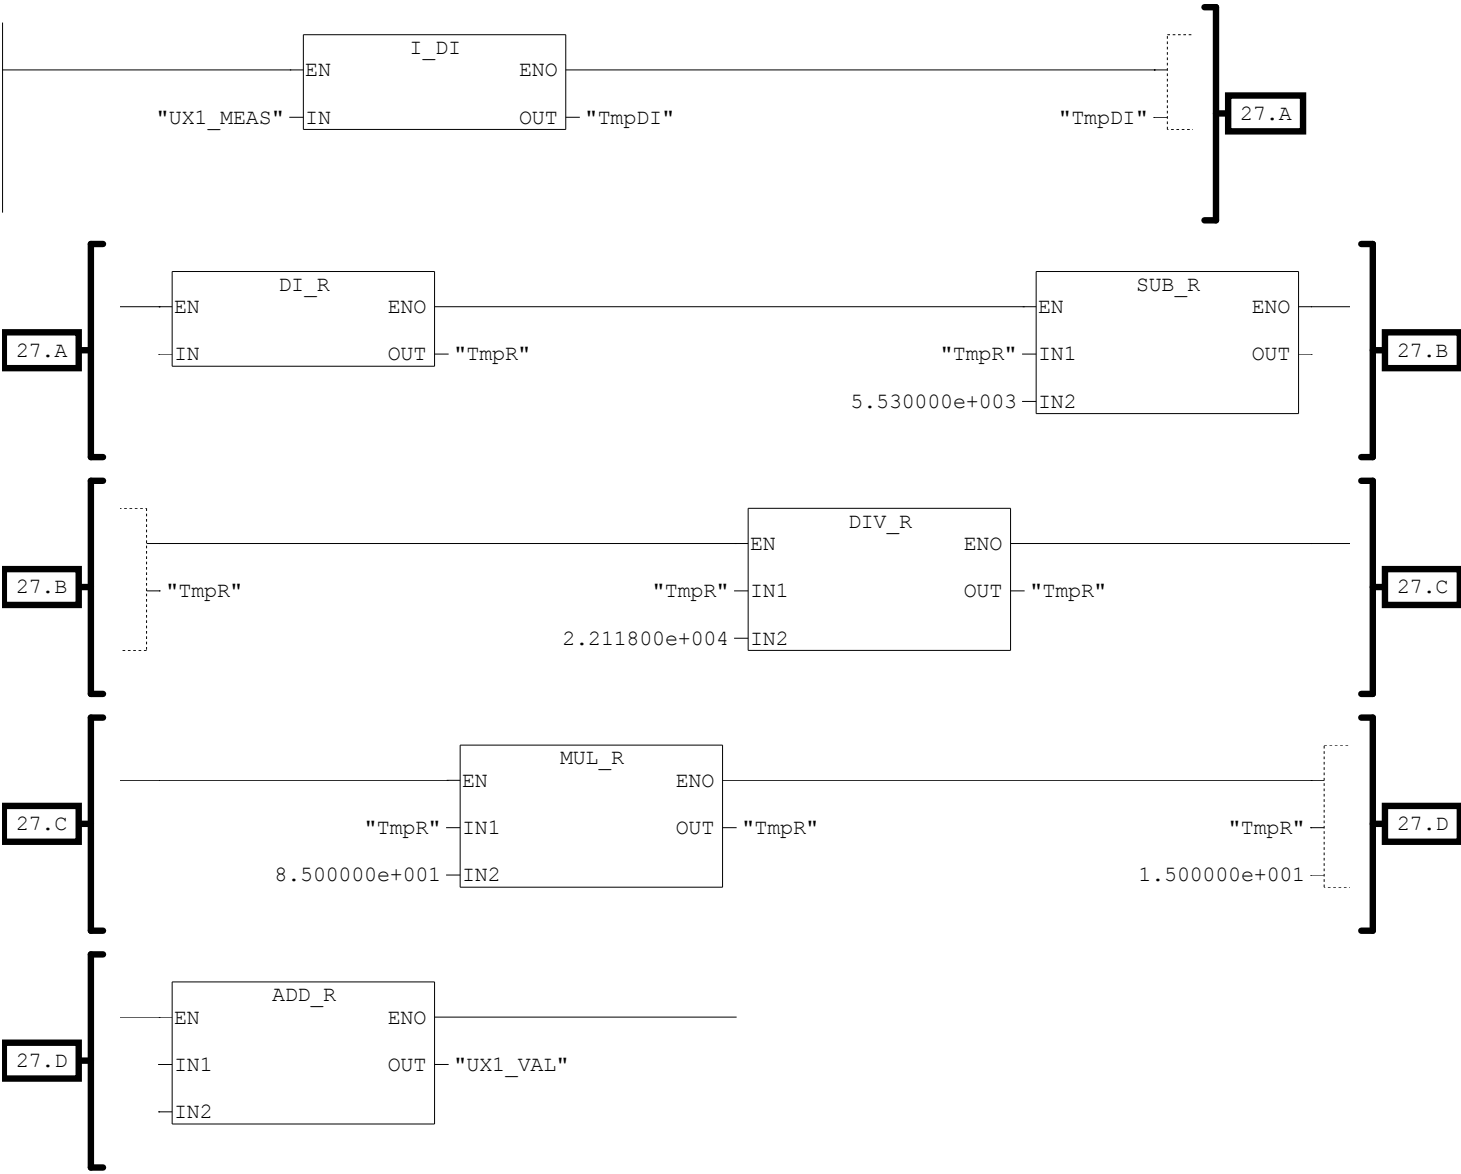 I_DI
EN ENO
"UX1_MEAS" IN OUT "TmpDI" "TmpDI" 27.A
DI_R SUB_R
EN ENO EN ENO
27.A IN OUT "TmpR" "TmpR" IN1 OUT 27.B
5.530000e+003 IN2
DIV_R
EN ENO
27.B "TmpR" "TmpR" IN1 OUT "TmpR" 27.C
2.211800e+004 IN2
MUL_R
EN ENO
27.C "TmpR" IN1 OUT "TmpR" "TmpR" 27.D
8.500000e+001 IN2 1.500000e+001
ADD_R
EN ENO
27.D IN1 OUT "UX1_VAL"
IN2